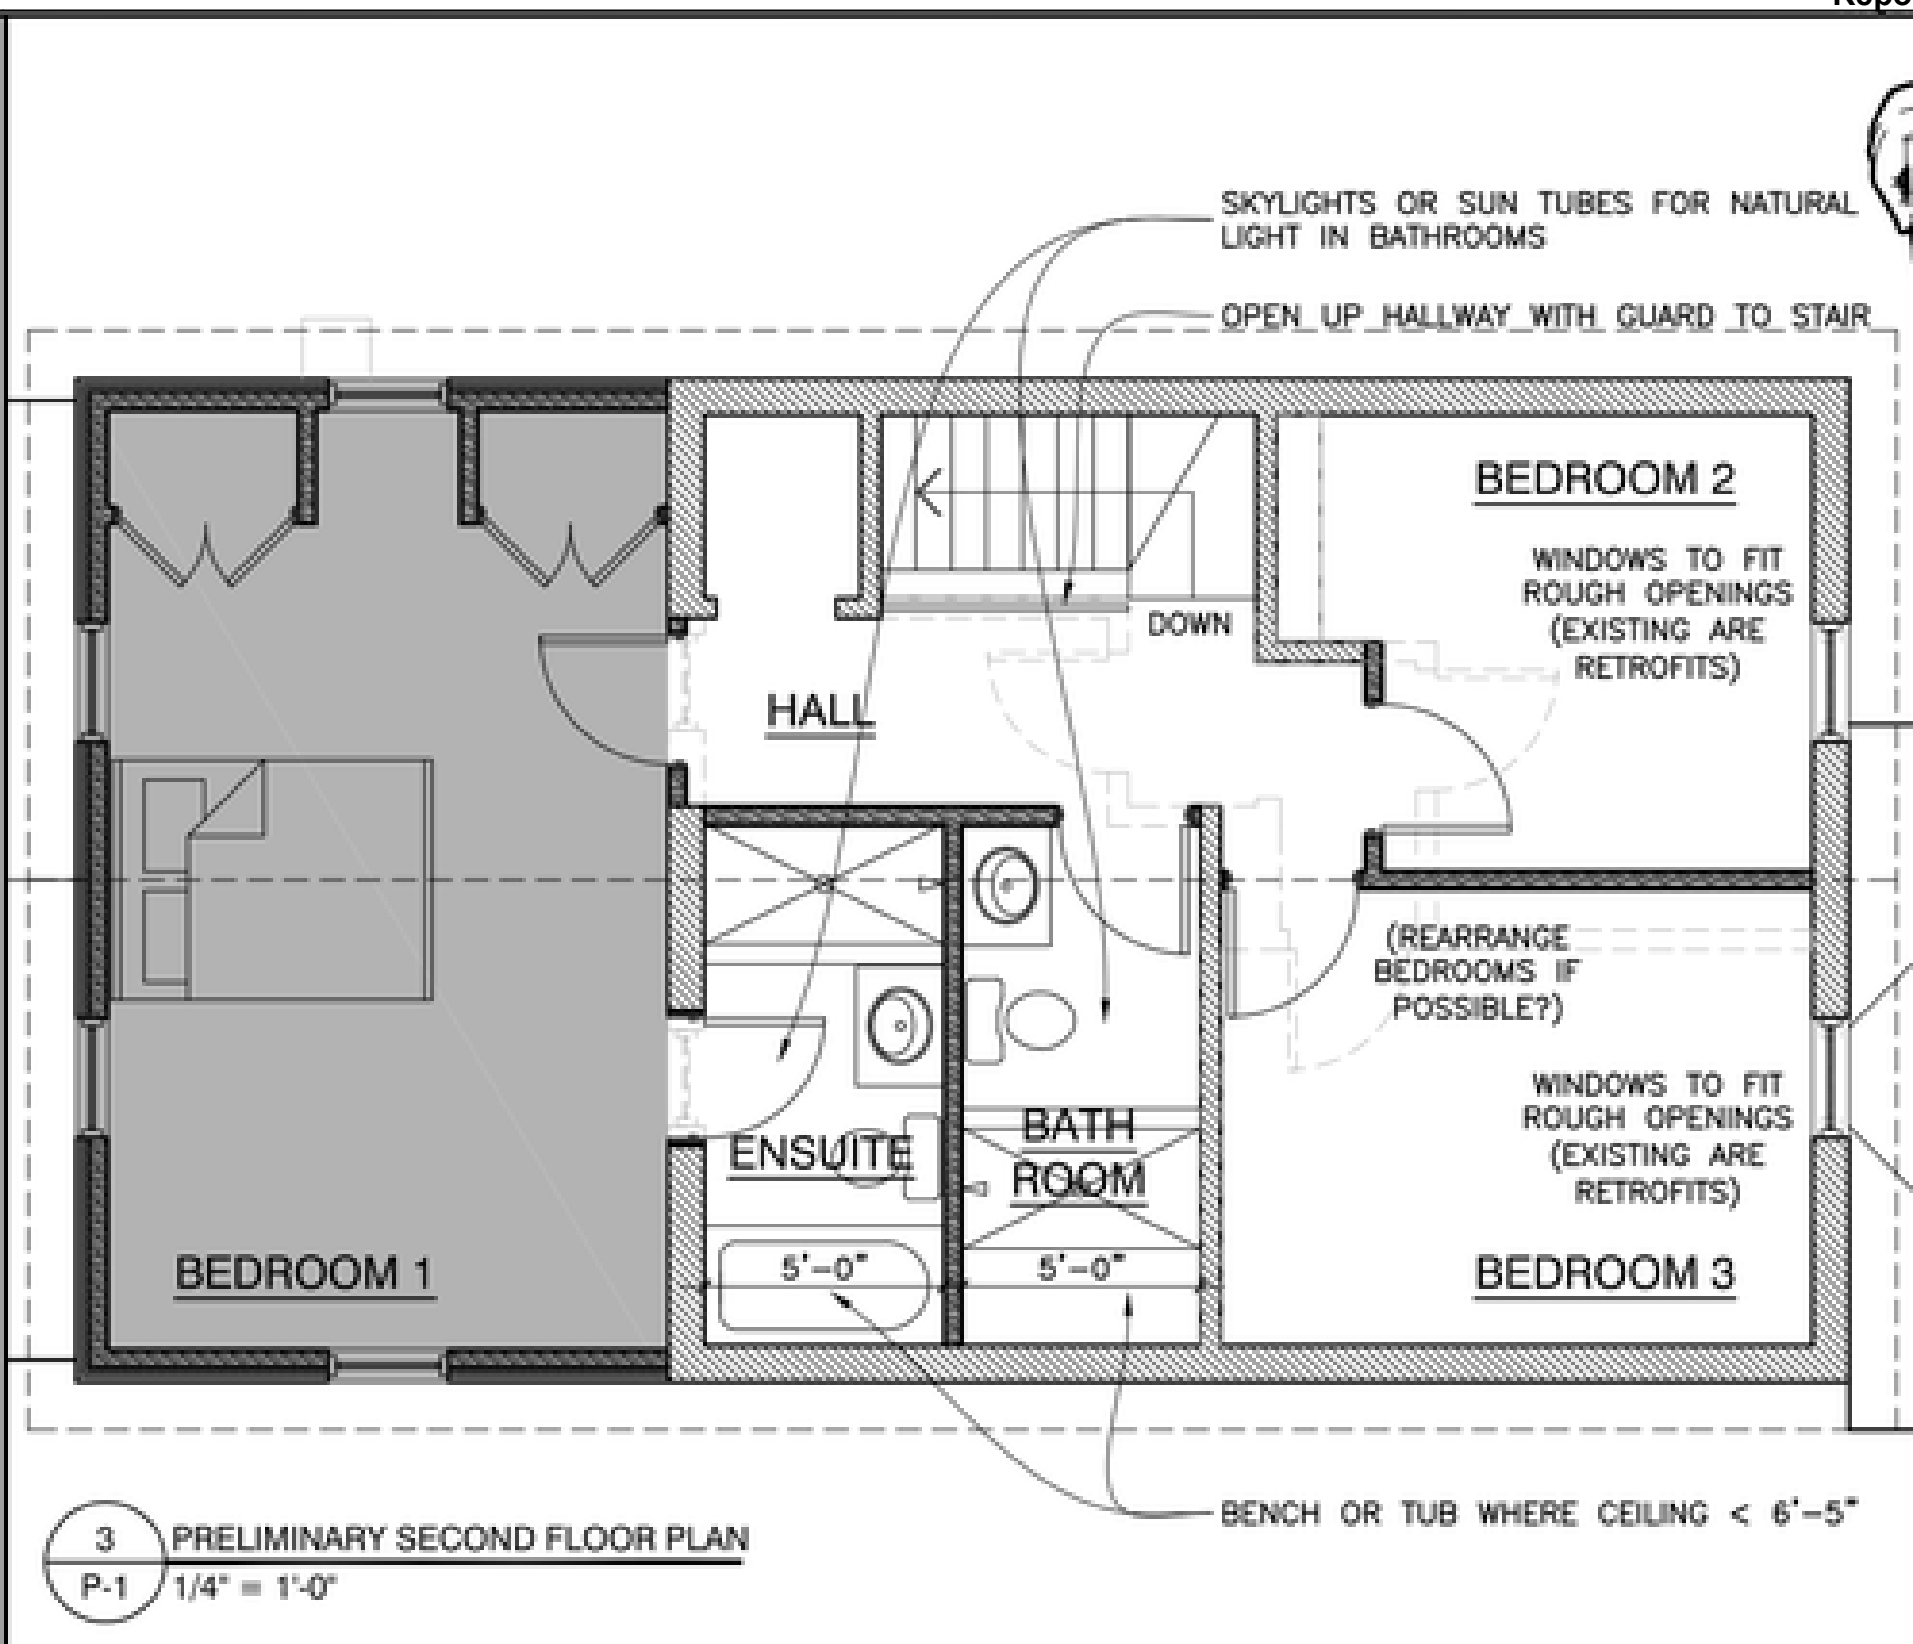 SKYLIGHTS OR SUN TUBES FOR NATURAL
LIGHT IN BATHROOMS
OPEN UP HALLWAY WITH GUARD TO STAIR
BEDROOM 2
WINDOWS TO FIT
ROUGH OPENINGS
(EXISTING ARE
RETROFITS)
DOWN
HALL
(REARRANGE
BEDROOMS IF
POSSIBLE?)
WINDOWS TO FIT
ROUGH OPENINGS
(EXISTING ARE
RETROFITS)
BATH
ROOM
ENSUITE
5'-0"
5'-0"
BEDROOM 1
BEDROOM 3
BENCH OR TUB WHERE CEILING < 6'-5"
3
P-1
PRELIMINARY SECOND FLOOR PLAN
1/4" = 1'-0"